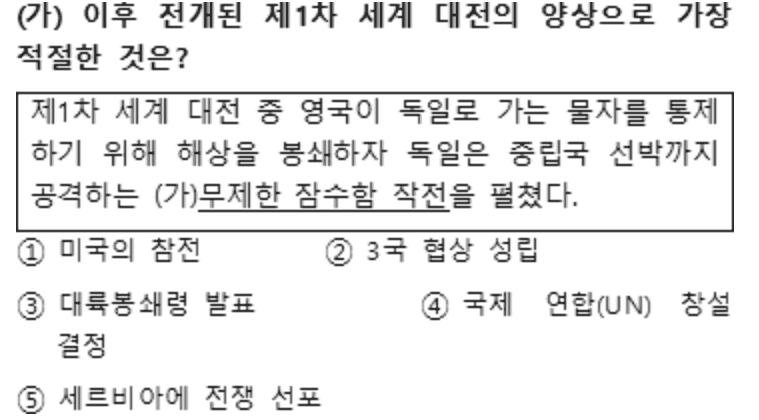 (가) 이후 전개된 제1차 세계 대전의 양상으로 가장
적절한 것은?
제1차 세계 대전 중 영국이 독일로 가는 물자를 통제
하기 위해 해상을 봉쇄하자 독일은 중립국 선박까지
공격하는 (가)무제한 잠수함 작전을 펼쳤다.
① 미국의 참전 ② 3국 협상 성립
③ 대륙봉쇄령 발표 ④ 국제 연합(UN) 창설
결정
⑤ 세르비아에 전쟁 선포